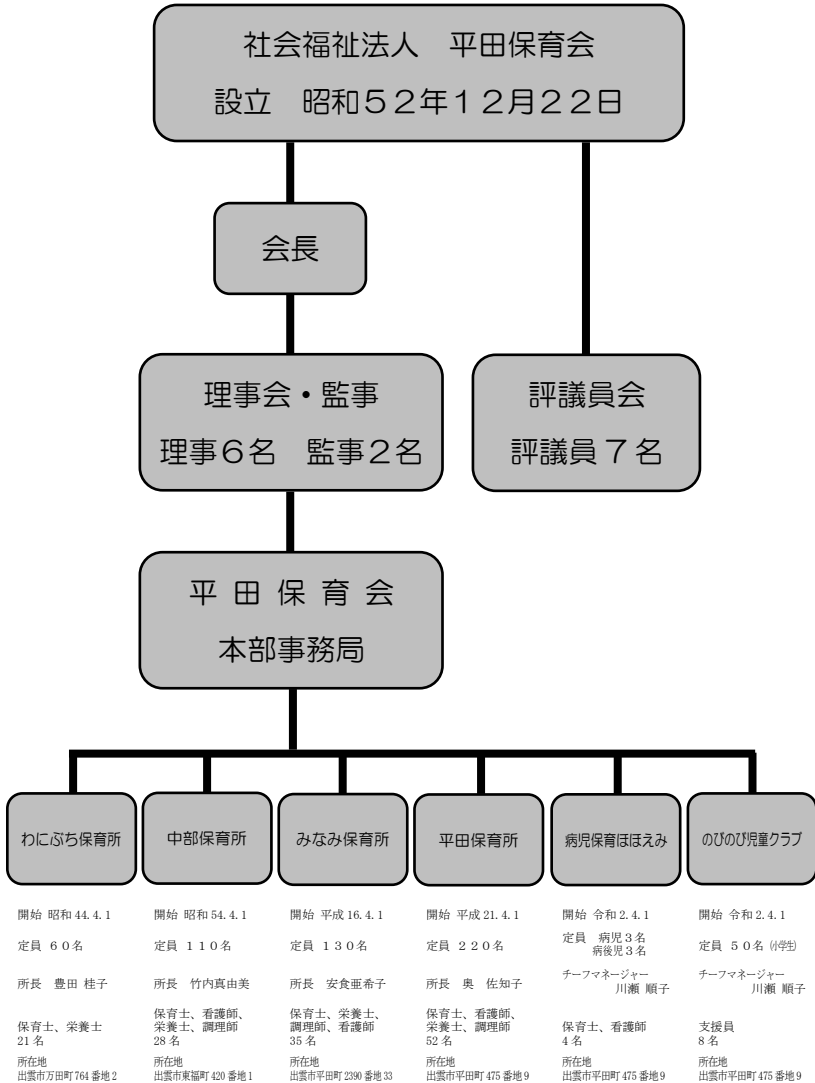 社会福祉法人　平田保育会
設立　昭和５２年１２月２２日
会長
理事会・監事
理事６名　監事２名
評議員会
評議員７名
平 田 保 育 会
本部事務局
わにぶち保育所
中部保育所
みなみ保育所
平田保育所
病児保育ほほえみ
のびのび児童クラブ
開始 昭和 44.4.1
定員 ６０名
所長　豊田 桂子
保育士、栄養士
21 名
所在地
出雲市万田町 764 番地 2
開始 昭和 54.4.1
定員 １１０名
所長　竹内真由美
保育士、看護師、
栄養士、調理師
28 名
所在地
出雲市東福町 420 番地 1
開始 平成 16.4.1
定員 １３０名
所長　安食亜希子
保育士、栄養士、
調理師、看護師
35 名
所在地
出雲市平田町 2390 番地 33
開始 平成 21.4.1
定員 ２２０名
所長　奥　佐知子
保育士、看護師、
栄養士、調理師
52 名
所在地
出雲市平田町 475 番地 9
開始 令和 2.4.1
定員　病児３名
病後児３名
チーフマネージャー
川瀬 順子
保育士、看護師
4 名
所在地
出雲市平田町 475 番地 9
開始 令和 2.4.1
定員 ５０名 (小学生)
チーフマネージャー
川瀬 順子
支援員
8 名
所在地
出雲市平田町 475 番地 9